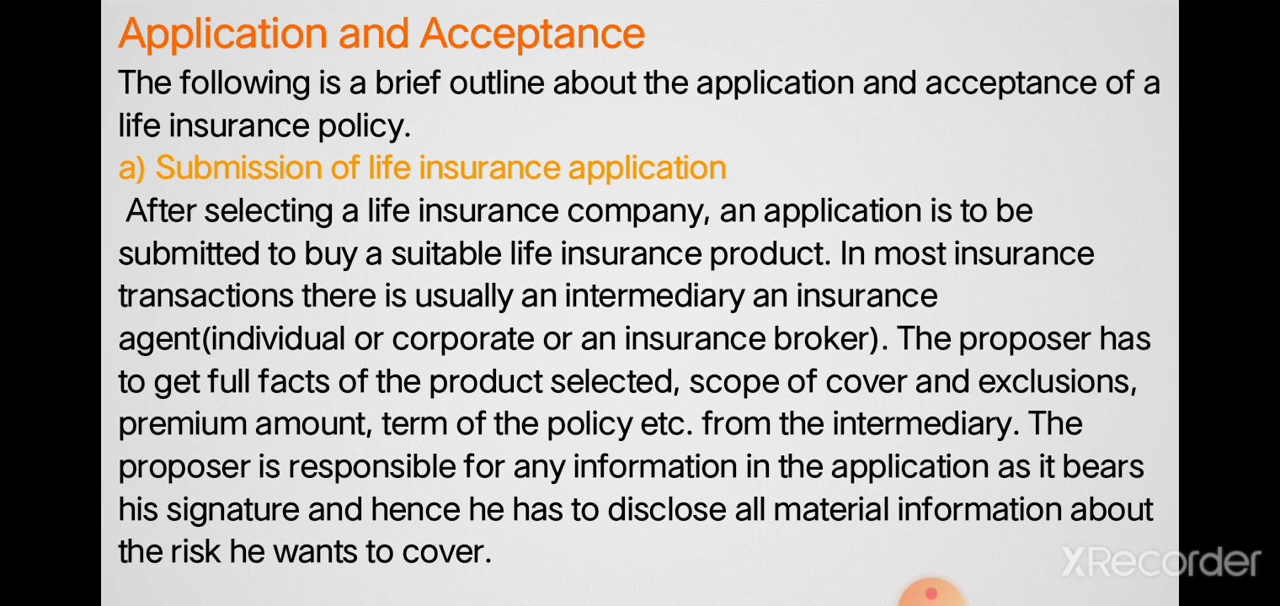 Application and Acceptance
The following is a brief outline about the application and acceptance of a
life insurance policy.
a) Submission of life insurance application
After selecting a life insurance company, an application is to be
submitted to buy a suitable life insurance product. In most insurance
transactions there is usually an intermediary an insurance
agent(individual or corporate or an insurance broker). The proposer has
to get full facts of the product selected, scope of cover and exclusions,
premium amount, term of the policy etc. from the intermediary. The
proposer is responsible for any information in the application as it bears
his signature and hence he has to disclose all material information about
the risk he wants to cover.
XRecorder